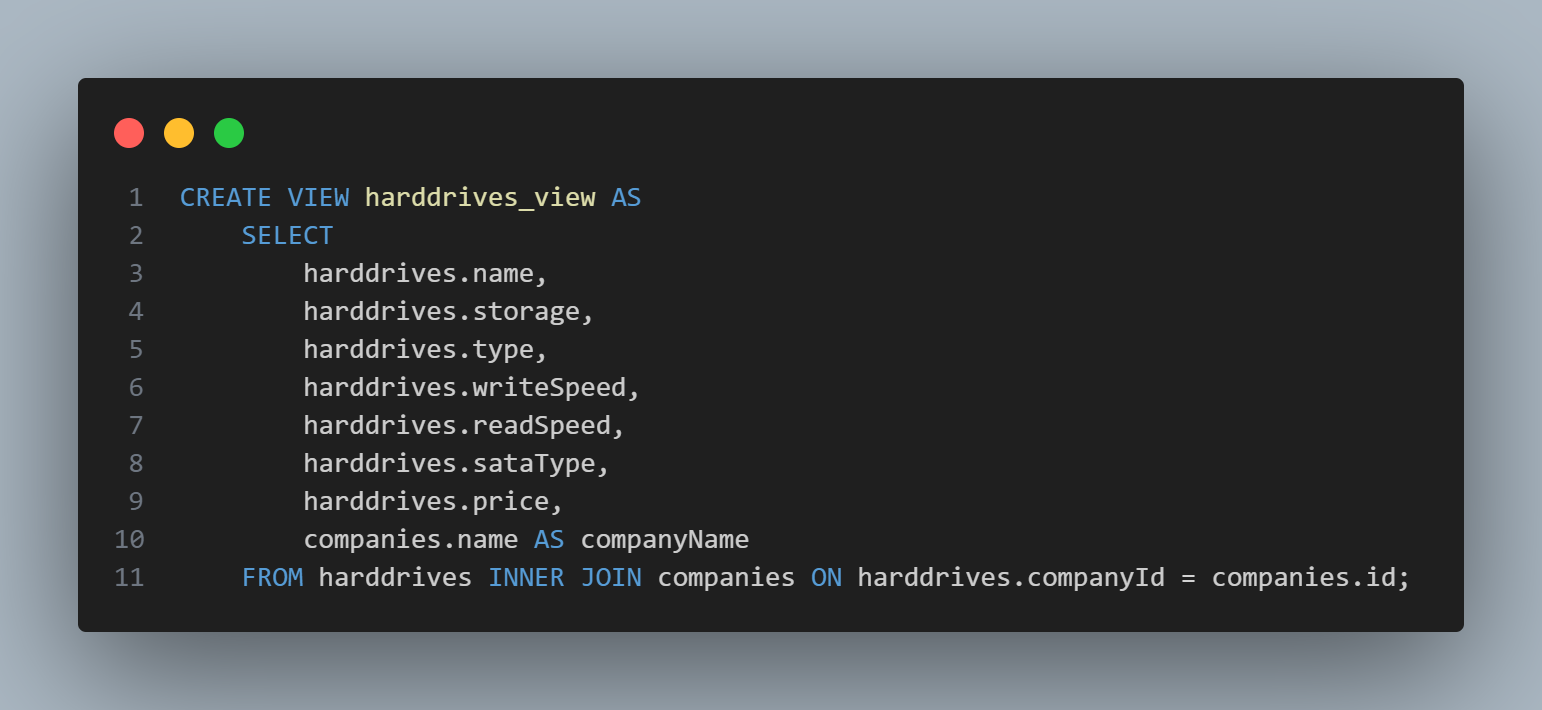 1 CREATE VIEW harddrives_view AS
2 SELECT
3 harddrives.name,
4 harddrives.storage,
5 harddrives.type,
6 harddrives.writeSpeed,
7 harddrives.readSpeed,
8 harddrives.sataType,
9 harddrives.price,
10 companies.name AS companyName
11 FROM harddrives INNER JOIN companies ON harddrives.companyId = companies.id;